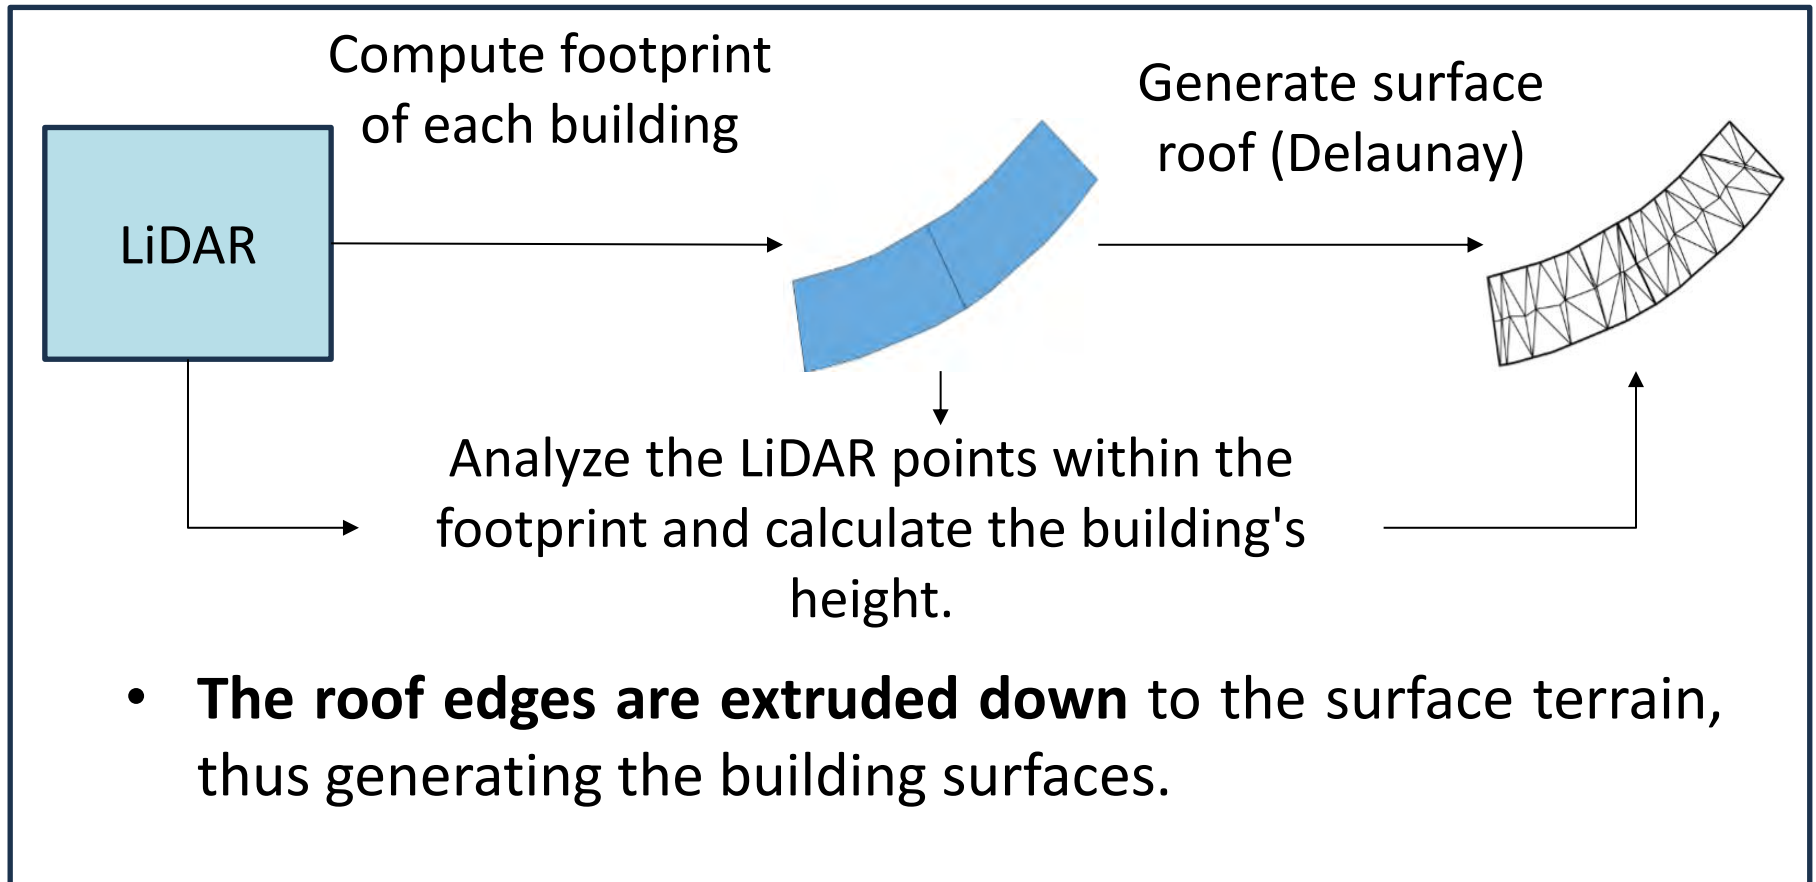 Compute footprint
of each building
Generate surface
roof (Delaunay)
LiDAR
Analyze the LiDAR points within the
footprint and calculate the building's
height.
• The roof edges are extruded down to the surface terrain,
thus generating the building surfaces.